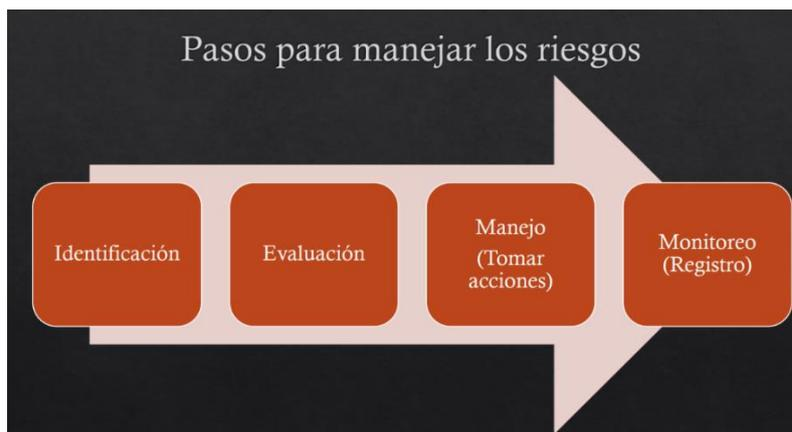 Pasos para manejar los riesgos
Identificación
Evaluación
Manejo
(Tomar
acciones)
Monitoreo
(Registro)